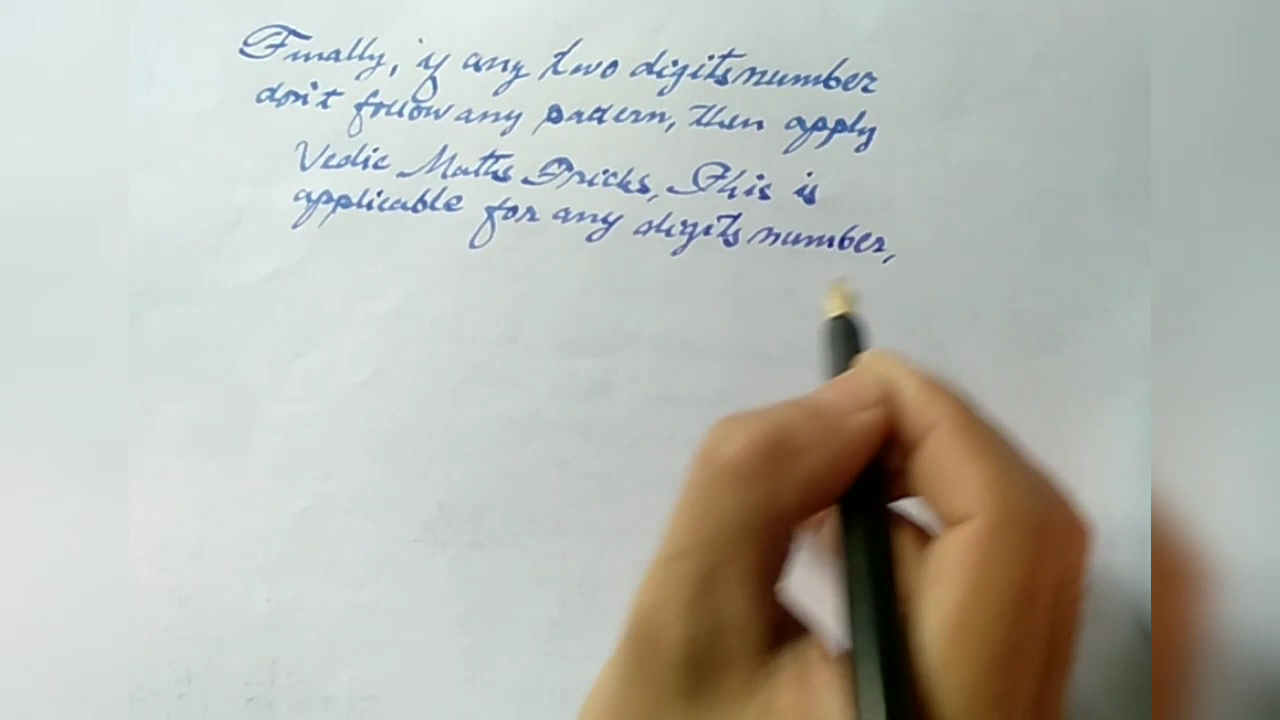 Finally, if any two digits number
don't follow any pattern, then apply
Vedic Maths Tricks, This is
applicable for any digits number,